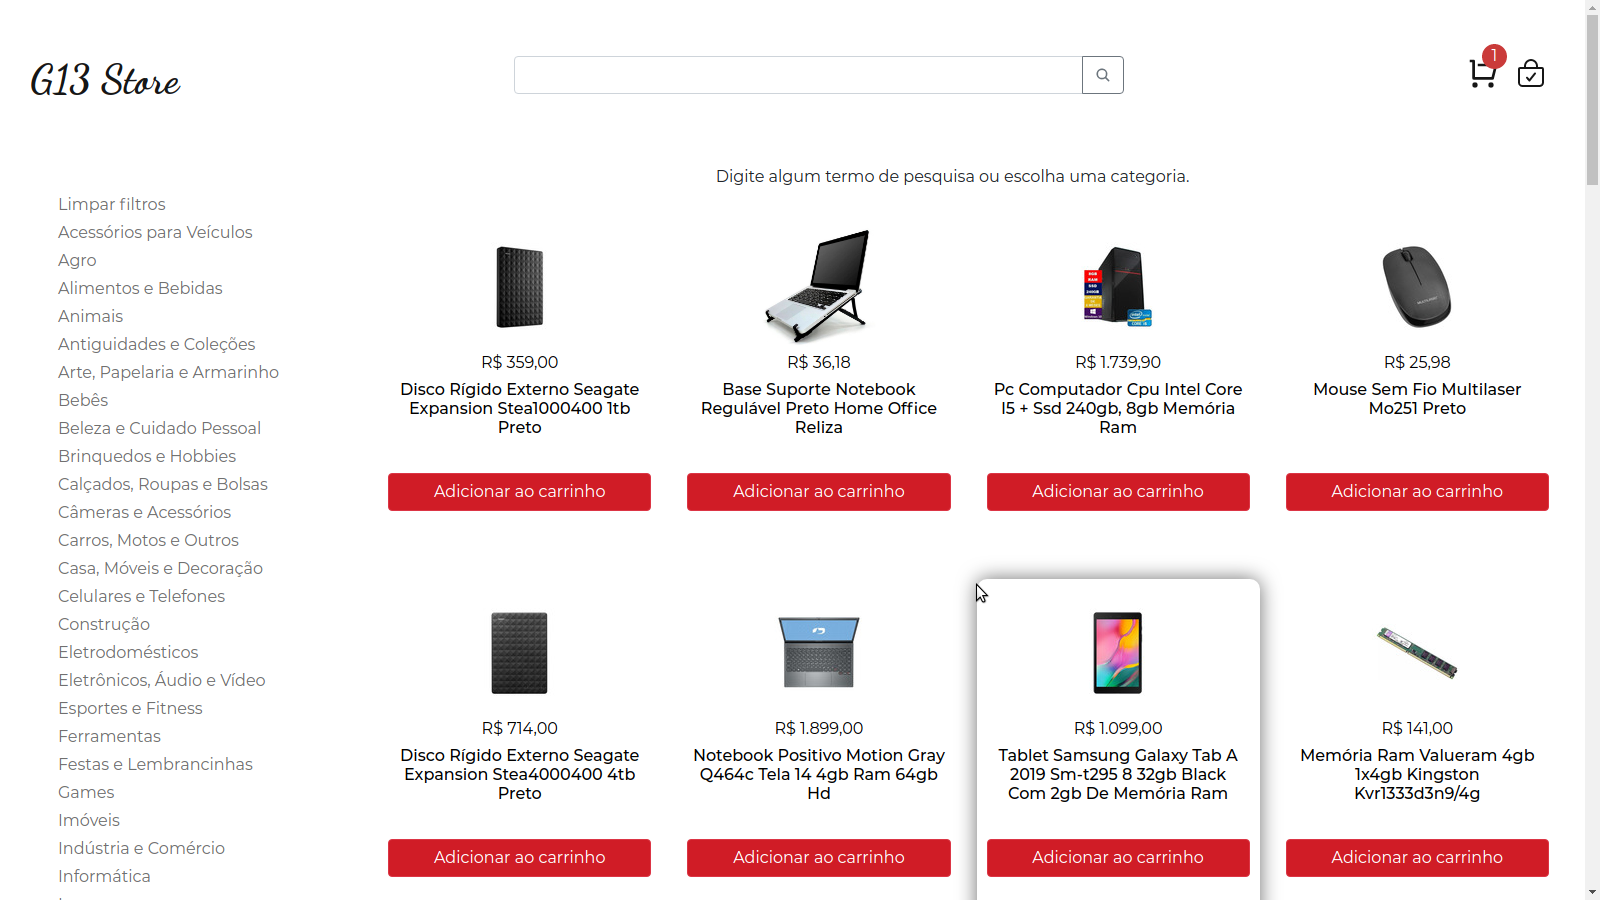 G13 Store
1
Digite algum termo de pesquisa ou escolha uma categoria.
Limpar filtros
Acessórios para Veículos
Agro
Alimentos e Bebidas
Animais
Antiguidades e Coleções
Arte, Papelaria e Armarinho
Bebês
Beleza e Cuidado Pessoal
Brinquedos e Hobbies
Calçados, Roupas e Bolsas
Câmeras e Acessórios
Carros, Motos e Outros
Casa, Móveis e Decoração
Celulares e Telefones
Construção
Eletrodomésticos
Eletrônicos, Áudio e Vídeo
Esportes e Fitness
Ferramentas
Festas e Lembrancinhas
Games
Imóveis
Indústria e Comércio
Informática
R$ 359,00
Disco Rígido Externo Seagate
Expansion Stea1000400 1tb
Preto
Adicionar ao carrinho
R$ 36,18
Base Suporte Notebook
Regulável Preto Home Office
Reliza
Adicionar ao carrinho
R$ 1.739,90
Pc Computador Cpu Intel Core
I5 + Ssd 240gb, 8gb Memória
Ram
Adicionar ao carrinho
R$ 25,98
Mouse Sem Fio Multilaser
Mo251 Preto
Adicionar ao carrinho
R$ 714,00
Disco Rígido Externo Seagate
Expansion Stea4000400 4tb
Preto
Adicionar ao carrinho
R$ 1.899,00
Notebook Positivo Motion Gray
Q464c Tela 14 4gb Ram 64gb
Hd
Adicionar ao carrinho
R$ 1.099,00
Tablet Samsung Galaxy Tab A
2019 Sm-t295 8 32gb Black
Com 2gb De Memória Ram
Adicionar ao carrinho
R$ 141,00
Memória Ram Valueram 4gb
1x4gb Kingston
Kvr1333d3n9/4g
Adicionar ao carrinho